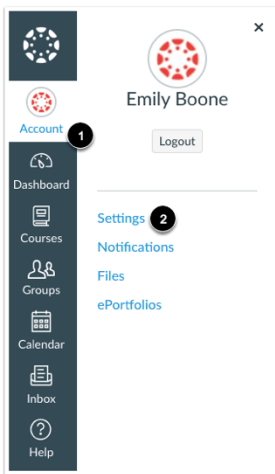 Account
1
Dashboard
Courses
Groups
Calendar
Inbox
Help
×
Emily Boone
Logout
Settings 2
Notifications
Files
ePortfolios